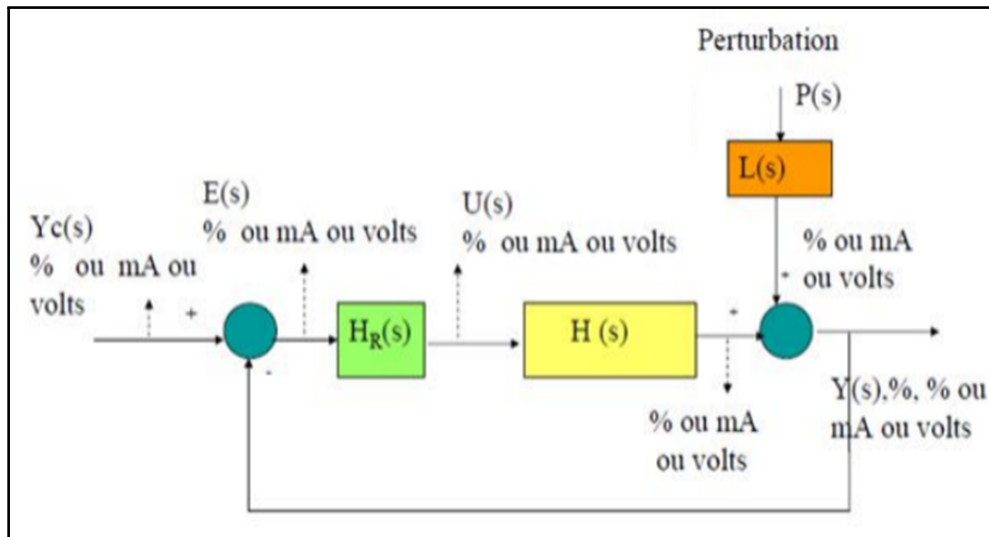 Perturbation
P(s)
L(s)
E(s)
% ou mA ou volts
U(s)
% ou mA ou volts
Yc(s)
% ou mA ou
volts
% ou mA
ou volts
+
-
HR(s)
H (s)
+
+
% ou mA
ou volts
Y(s),%, % ou
mA ou volts